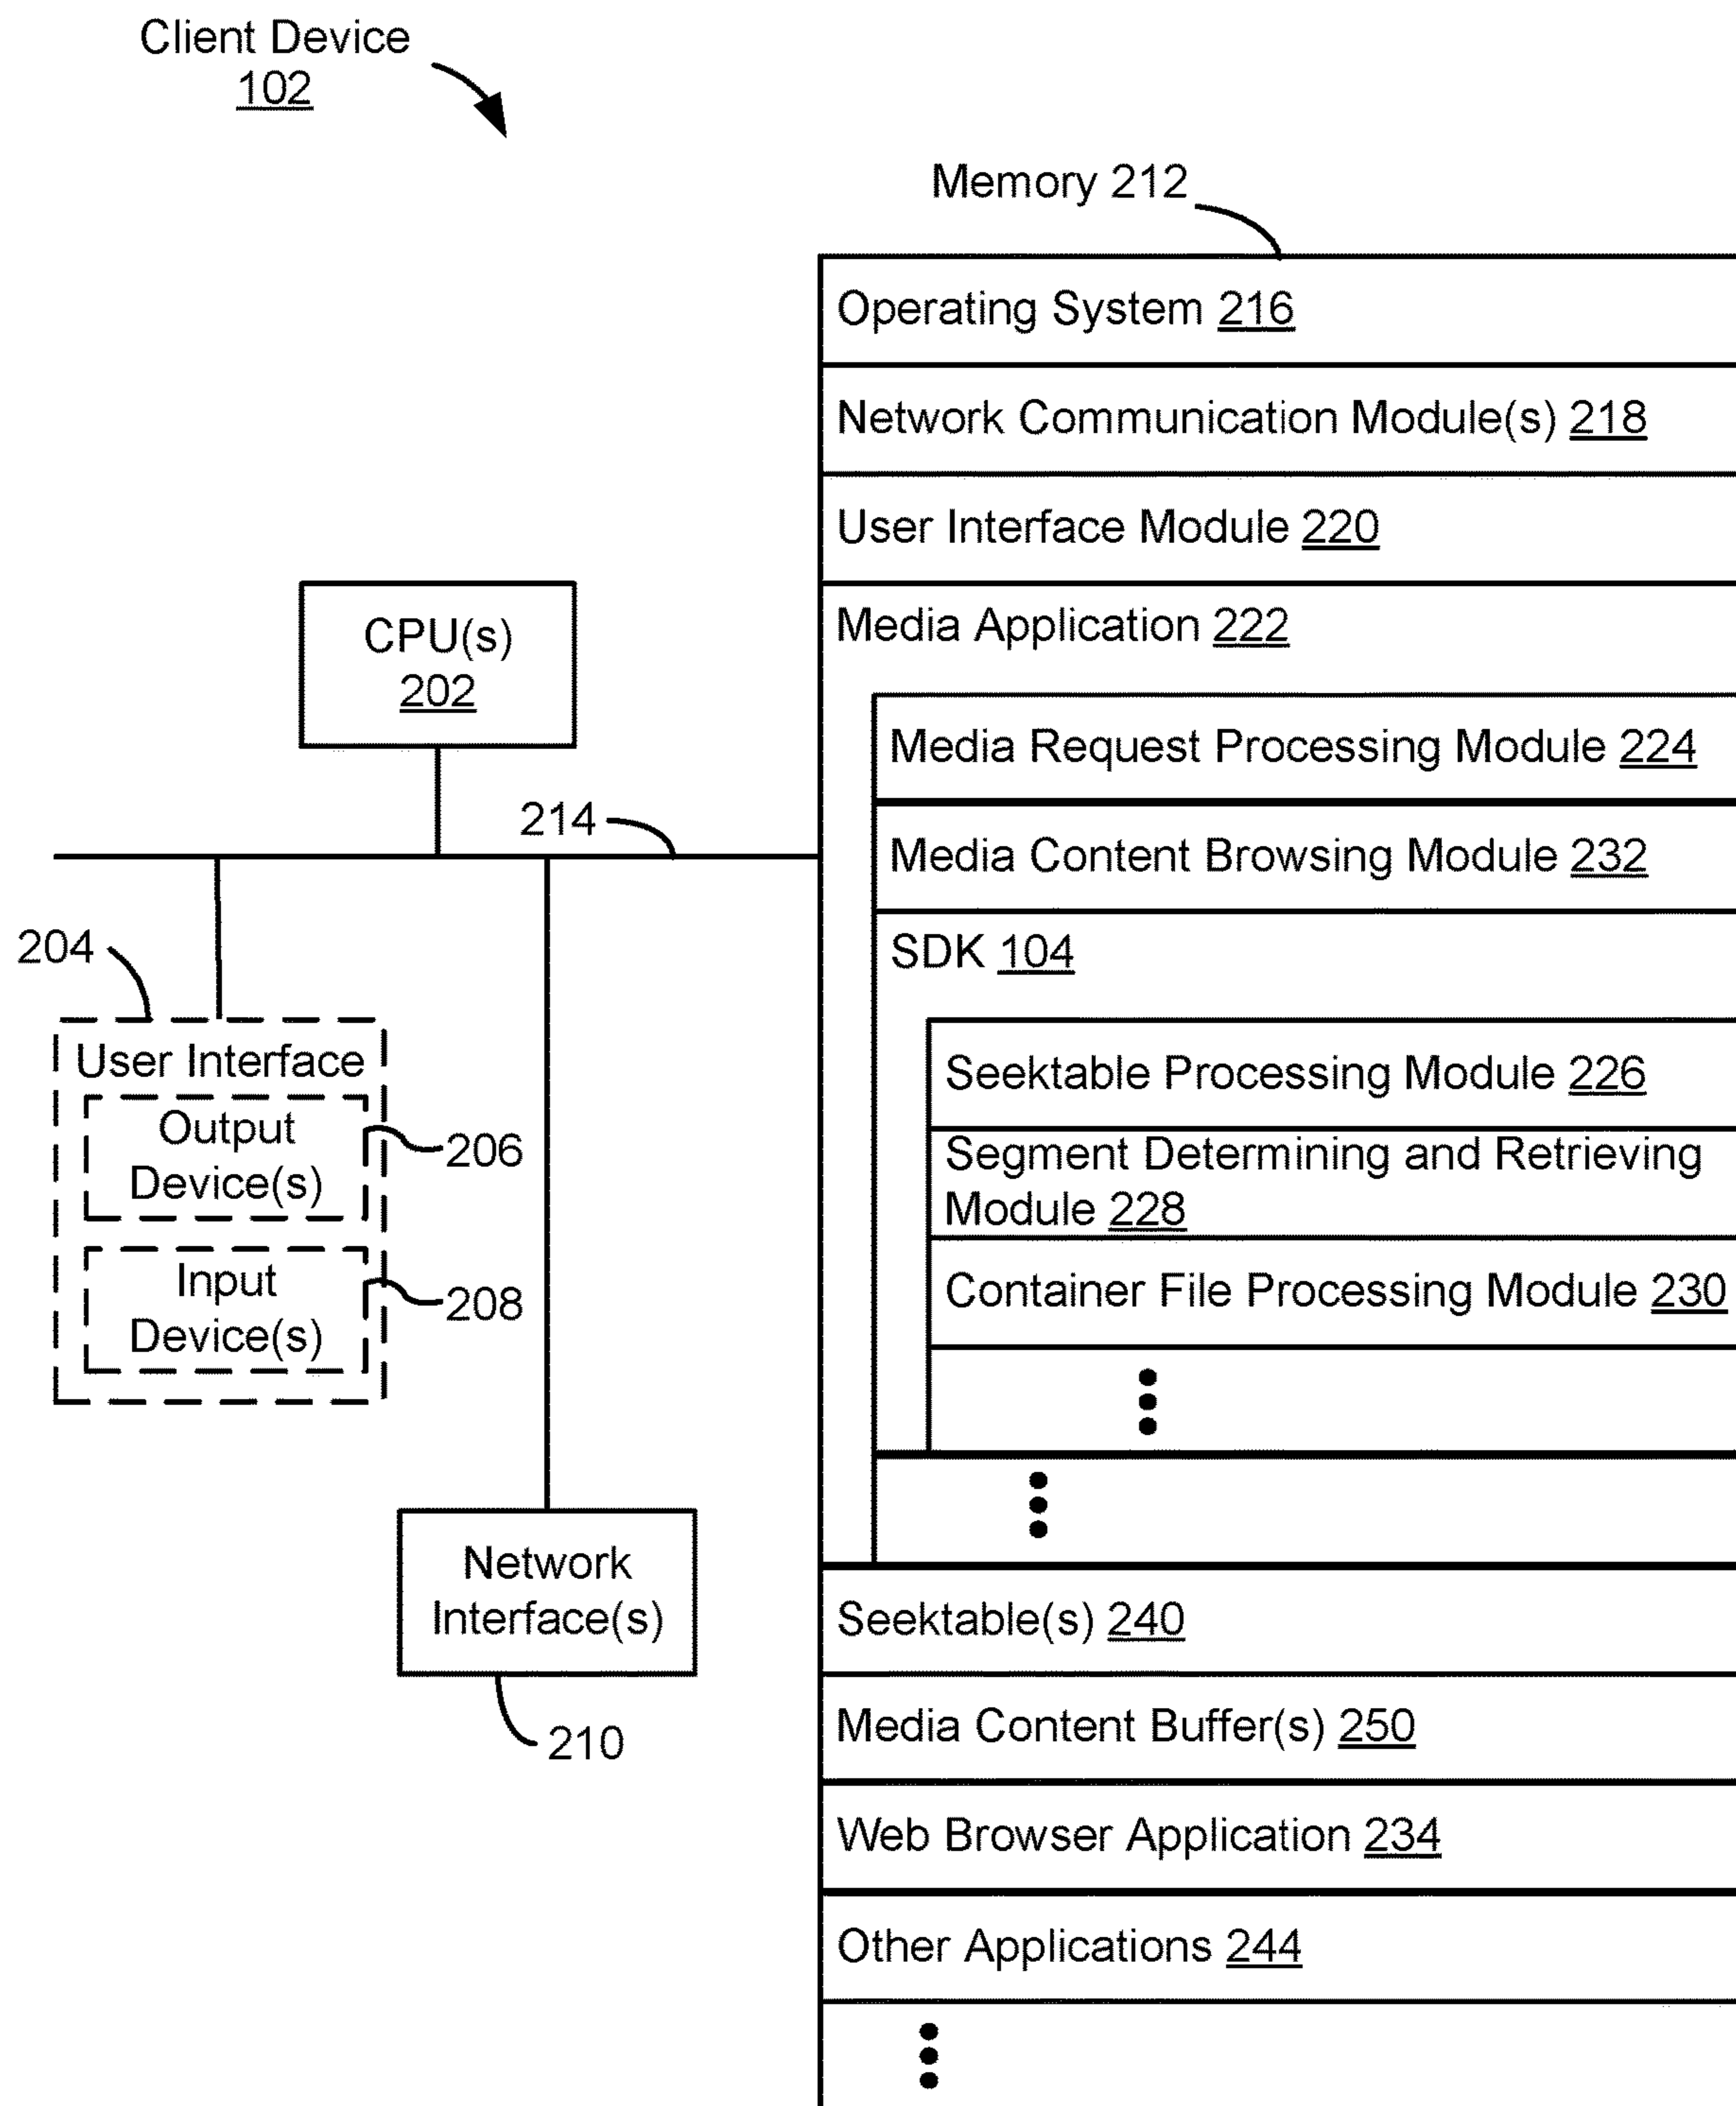 Client Device
102
Memory 212
Operating System 216
Network Communication Module(s) 218
User Interface Module 220
Media Application 222
Media Request Processing Module 224
Media Content Browsing Module 232
SDK 104
Seektable Processing Module 226
Segment Determining and Retrieving
Module 228
Container File Processing Module 230
Seektable(s) 240
Media Content Buffer(s) 250
Web Browser Application 234
Other Applications 244
CPU(s)
202
214
204
User Interface
Output
Device(s)
206
Input
Device(s)
208
Network
Interface(s)
210